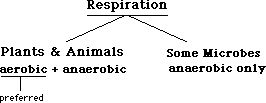 Respiration
Plants & Animals
aerobic + anaerobic
Some Microbes
anaerobic only
preferred